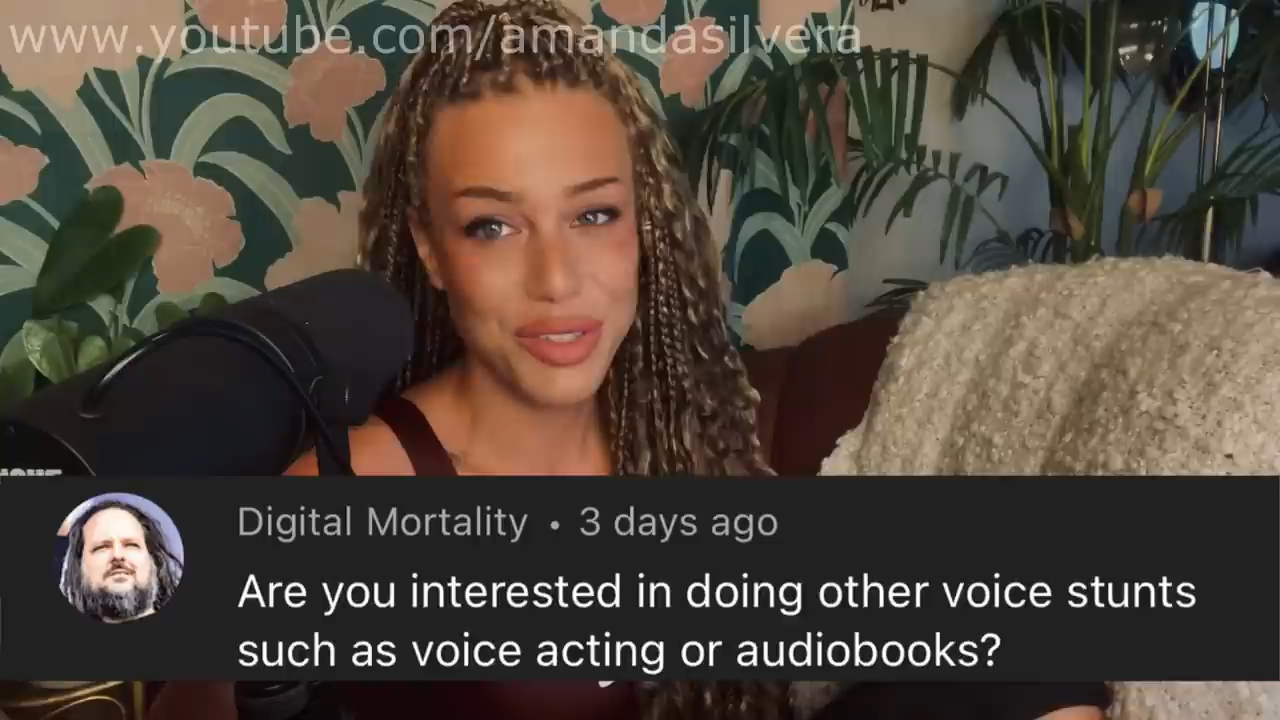 www.youtube.com/amandasilvera
Digital Mortality • 3 days ago
Are you interested in doing other voice stunts
such as voice acting or audiobooks?